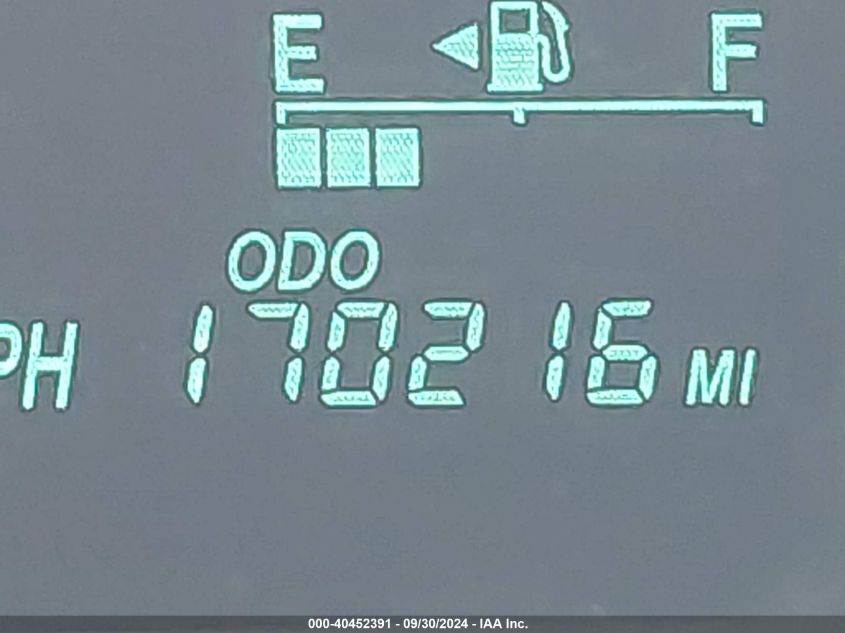 E F
ODO
PH 170216 MI
000-40452391 - 09/30/2024 - IAA Inc.